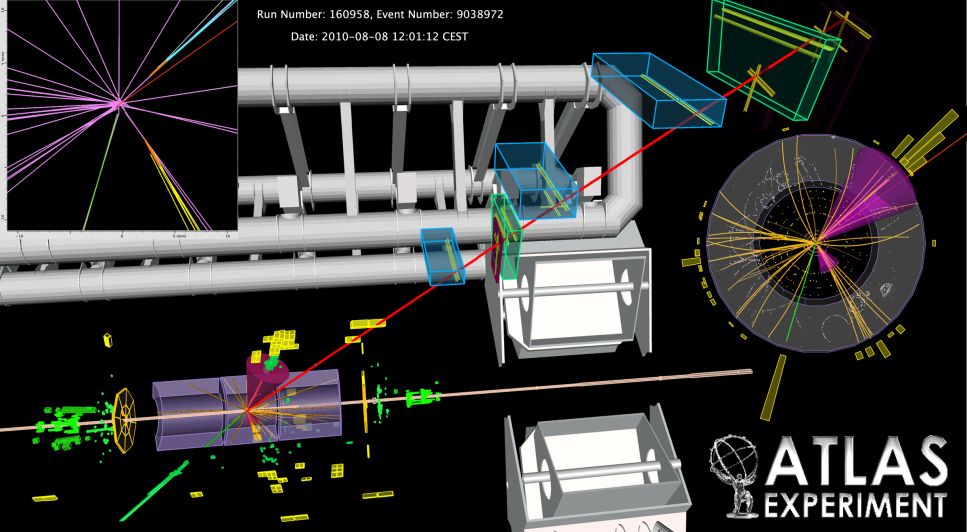 Run Number: 160958, Event Number: 9038972
Date: 2010-08-08 12:01:12 CEST
ATLAS
EXPERIMENT